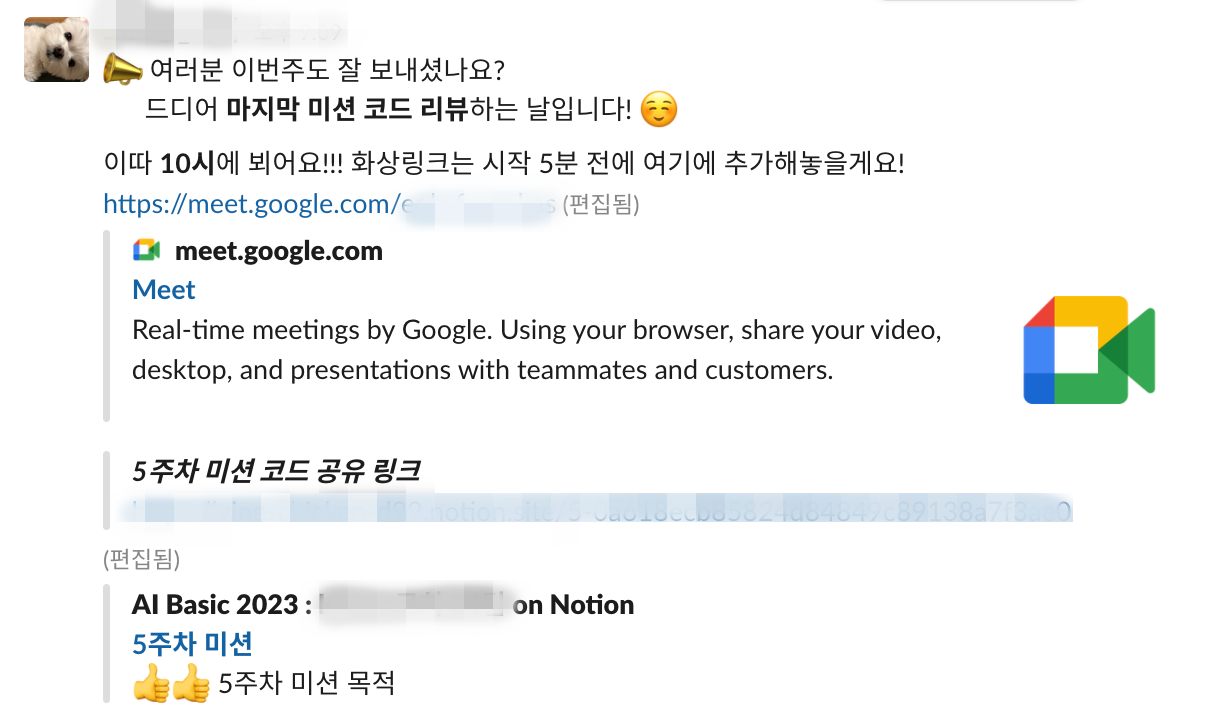 여러분 이번주도 잘 보내셨나요?
드디어 마지막 미션 코드 리뷰하는 날입니다!
이따 10시에 뵈어요!!! 화상링크는 시작 5분 전에 여기에 추가해놓을게요!
https://meet.google.com/ (편집됨)
meet.google.com
Meet
Real-time meetings by Google. Using your browser, share your video,
desktop, and presentations with teammates and customers.
5주차 미션 코드 공유 링크
(편집됨)
AI Basic 2023 : on Notion
5주차 미션
👍👍 5주차 미션 목적